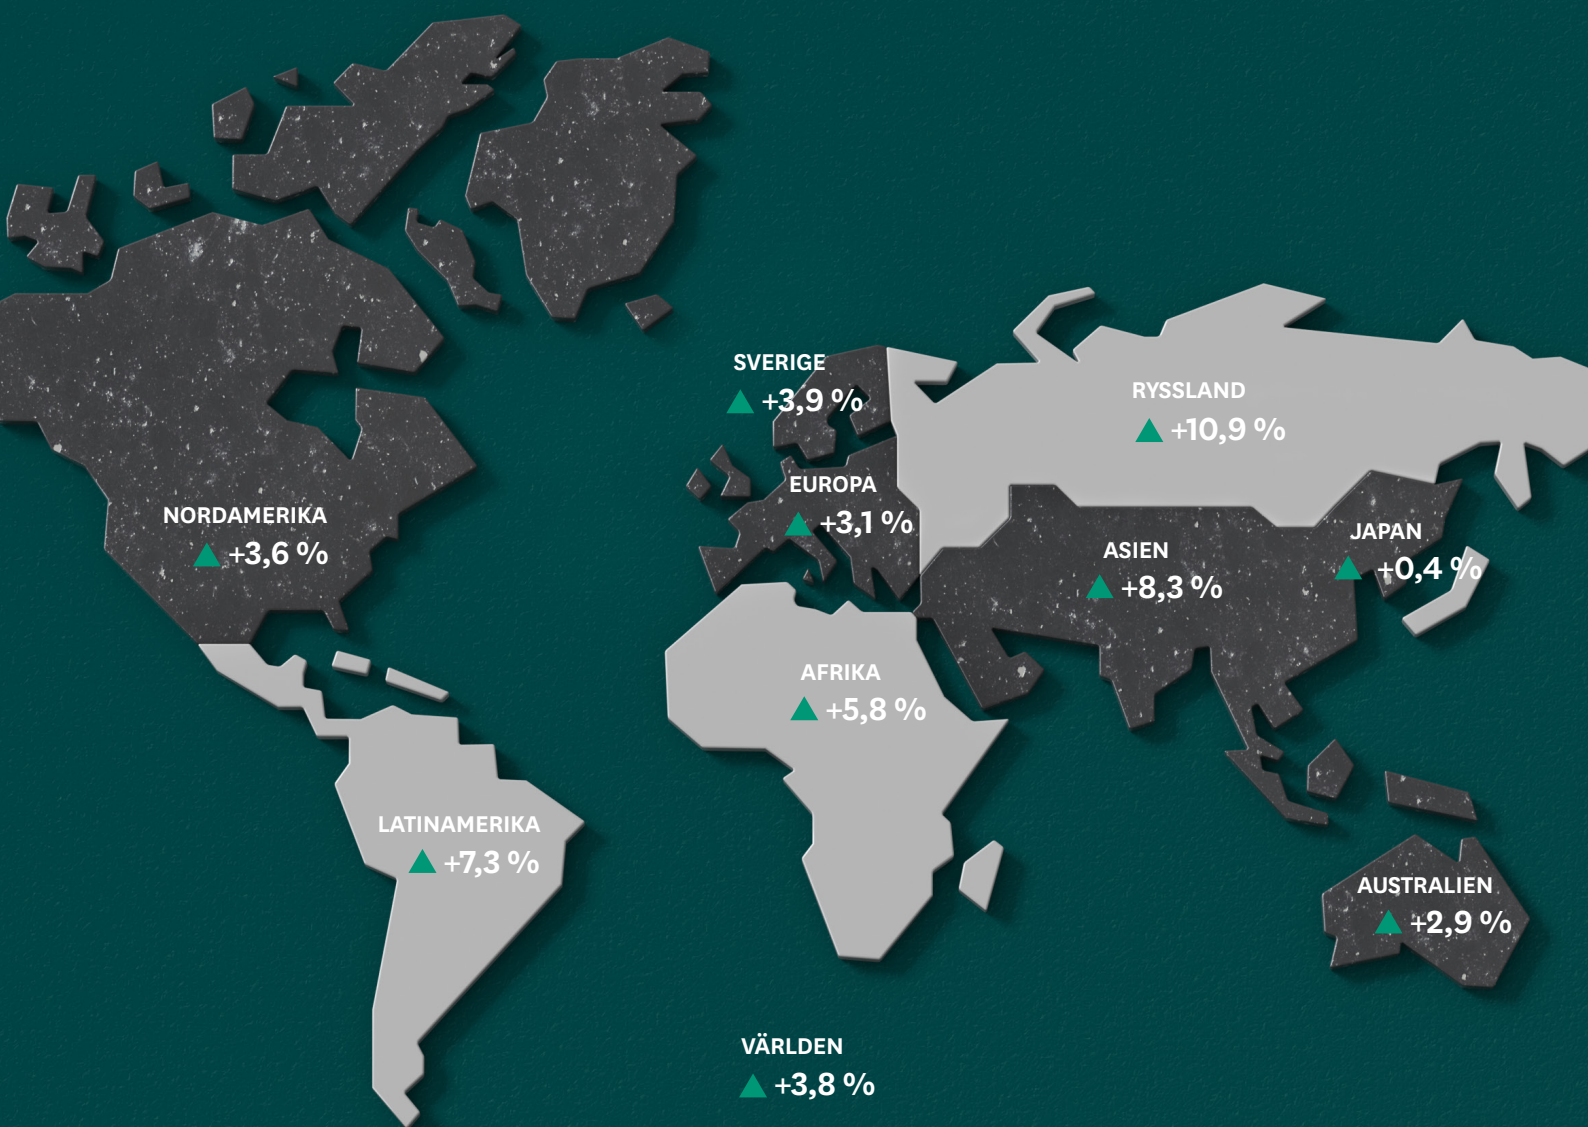 SVERIGE
+3,9 %
RYSSLAND
+10,9 %
EUROPA
+3,1 %
NORDAMERIKA
+3,6 %
JAPAN
+0,4 %
ASIEN
+8,3 %
AFRIKA
+5,8 %
LATINAMERIKA
+7,3 %
AUSTRALIEN
+2,9 %
VÄRLDEN
+3,8 %